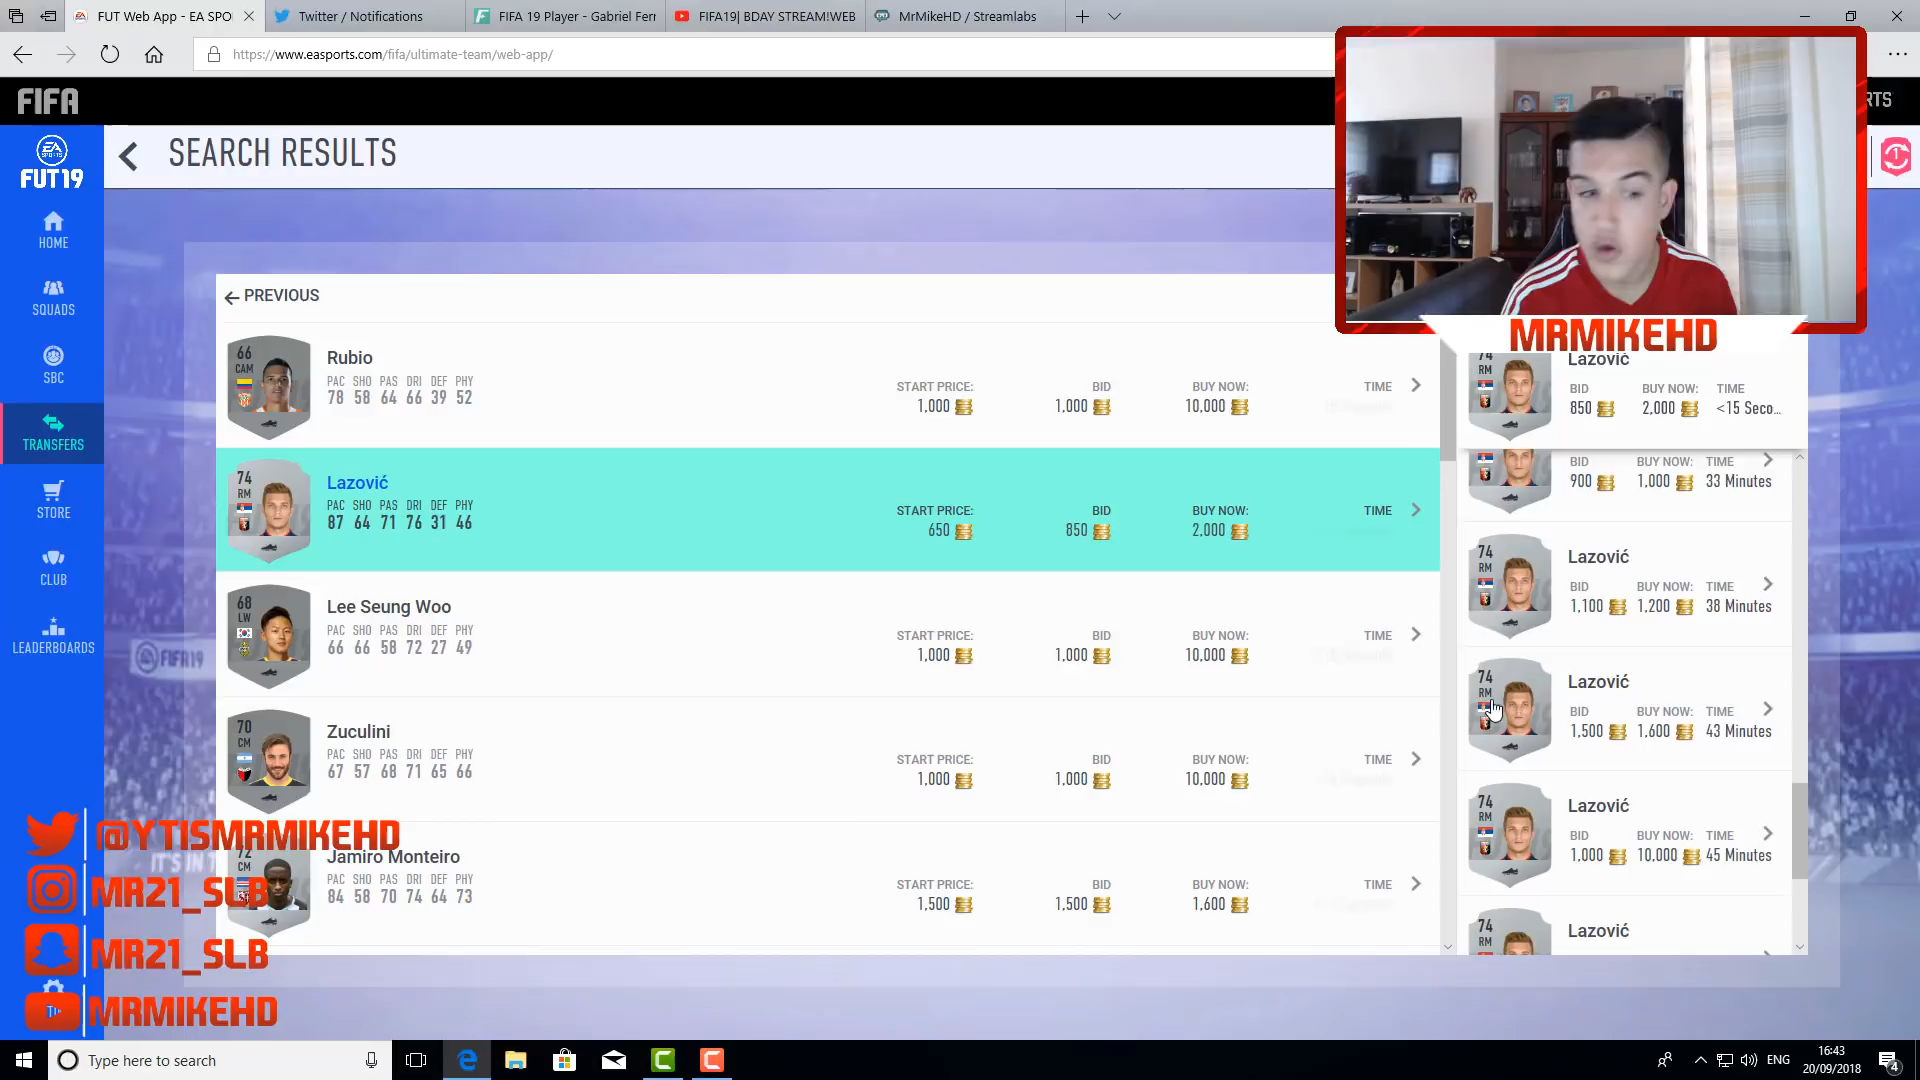 FUT Web App - EA SPO
Twitter / Notifications
FIFA 19 Player - Gabriel Ferr
FIFA19| BDAY STREAM!WEB
MrMikeHD / Streamlabs
https://www.easports.com/fifa/ultimate-team/web-app/
FIFA
RTS
EA SPORTS
FUT19
SEARCH RESULTS
1
HOME
SQUADS
SBC
TRANSFERS
STORE
CLUB
LEADERBOARDS
PREVIOUS
66
CAM
Rubio
PAC SHO PAS DRI DEF PHY
78 58 64 66 39 52
START PRICE: BID BUY NOW: TIME
1,000 1,000 10,000
74
RM
Lazović
PAC SHO PAS DRI DEF PHY
87 64 71 76 31 46
START PRICE: BID BUY NOW: TIME
650 850 2,000
68
LW
Lee Seung Woo
PAC SHO PAS DRI DEF PHY
66 66 58 72 27 49
START PRICE: BID BUY NOW: TIME
1,000 1,000 10,000
70
CM
Zuculini
PAC SHO PAS DRI DEF PHY
67 57 68 71 65 66
START PRICE: BID BUY NOW: TIME
1,000 1,000 10,000
72
CM
Jamiro Monteiro
PAC SHO PAS DRI DEF PHY
84 58 70 74 64 73
START PRICE: BID BUY NOW: TIME
1,500 1,500 1,600
MRMIKEHD
74
RM
Lazović
BID BUY NOW: TIME
850 2,000 <15 Seco...
BID BUY NOW: TIME
900 1,000 33 Minutes
74
RM
Lazović
BID BUY NOW: TIME
1,100 1,200 38 Minutes
74
RM
Lazović
BID BUY NOW: TIME
1,500 1,600 43 Minutes
74
RM
Lazović
BID BUY NOW: TIME
1,000 10,000 45 Minutes
74
RM
Lazović
FIFA19
IT'S IN T
@YTISMRMIKEHD
MR21_SLB
MR21_SLB
MRMIKEHD
Type here to search
ENG
16:43
20/09/2018
4